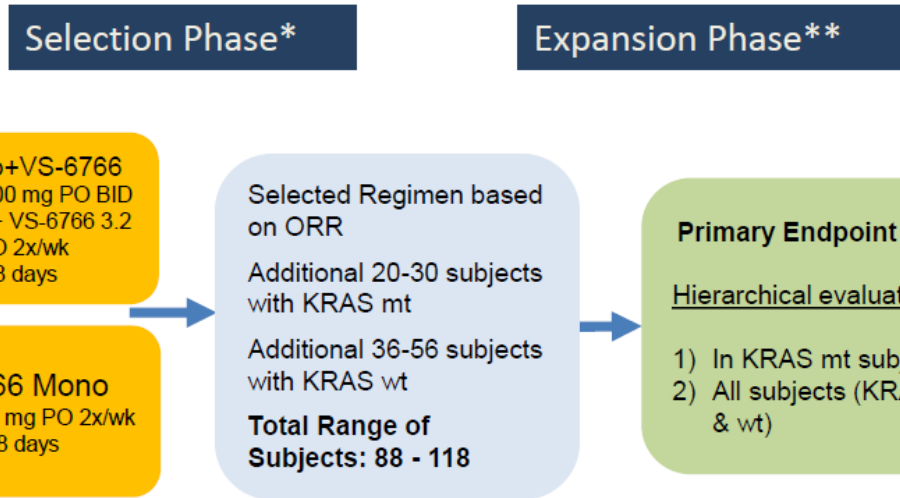 Selection Phase*
Expansion Phase**
+VS-6766
00 mg PO BID
VS-6766 3.2
2x/wk
days
66 Mono
mg PO 2x/wk
days
Selected Regimen based
on ORR
Additional 20-30 subjects
with KRAS mt
Additional 36-56 subjects
with KRAS wt
Total Range of
Subjects: 88 - 118
Primary Endpoint
Hierarchical evaluat
1) In KRAS mt subj
2) All subjects (KRA
& wt)